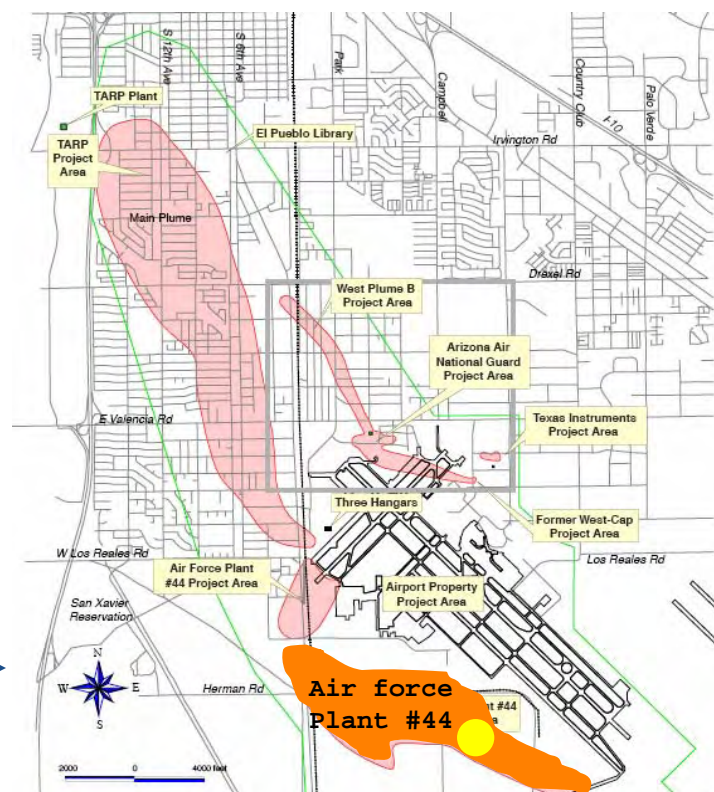 S 12th Ave
S 6th Ave
Park
Campbell
Country Club
Palo Verde
I-10
TARP Plant
El Pueblo Library
Irvington Rd
TARP
Project
Area
Main Plume
Drexel Rd
West Plume B
Project Area
Arizona Air
National Guard
Project Area
E Valencia Rd
Texas Instruments
Project Area
Three Hangars
Former West-Cap
Project Area
W Los Reales Rd
Los Reales Rd
Air Force Plant
#44 Project Area
Airport Property
Project Area
San Xavier
Reservation
N
W
E
S
Herman Rd
Air force
Plant #44
nt #44
2000
0
4000 feet